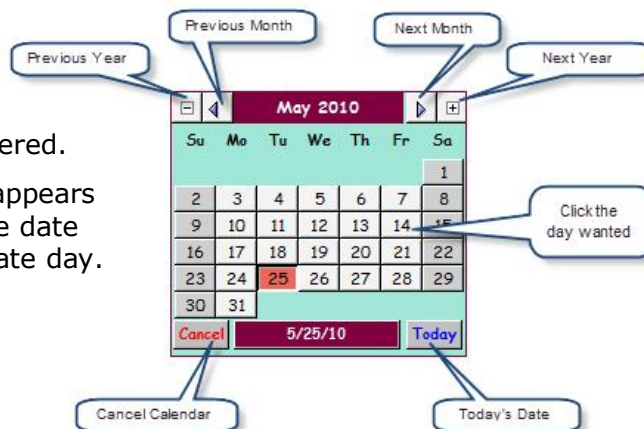 Previous Month
Next Month
Previous Year
Next Year
May 2010
ered.
Su Mo Tu We Th Fr Sa
1
appears
2 3 4 5 6 7 8
e date
Click the
day wanted
9 10 11 12 13 14 15
ate day.
16 17 18 19 20 21 22
23 24 25 26 27 28 29
30 31
Cancel 5/25/10 Today
Cancel Calendar
Today's Date